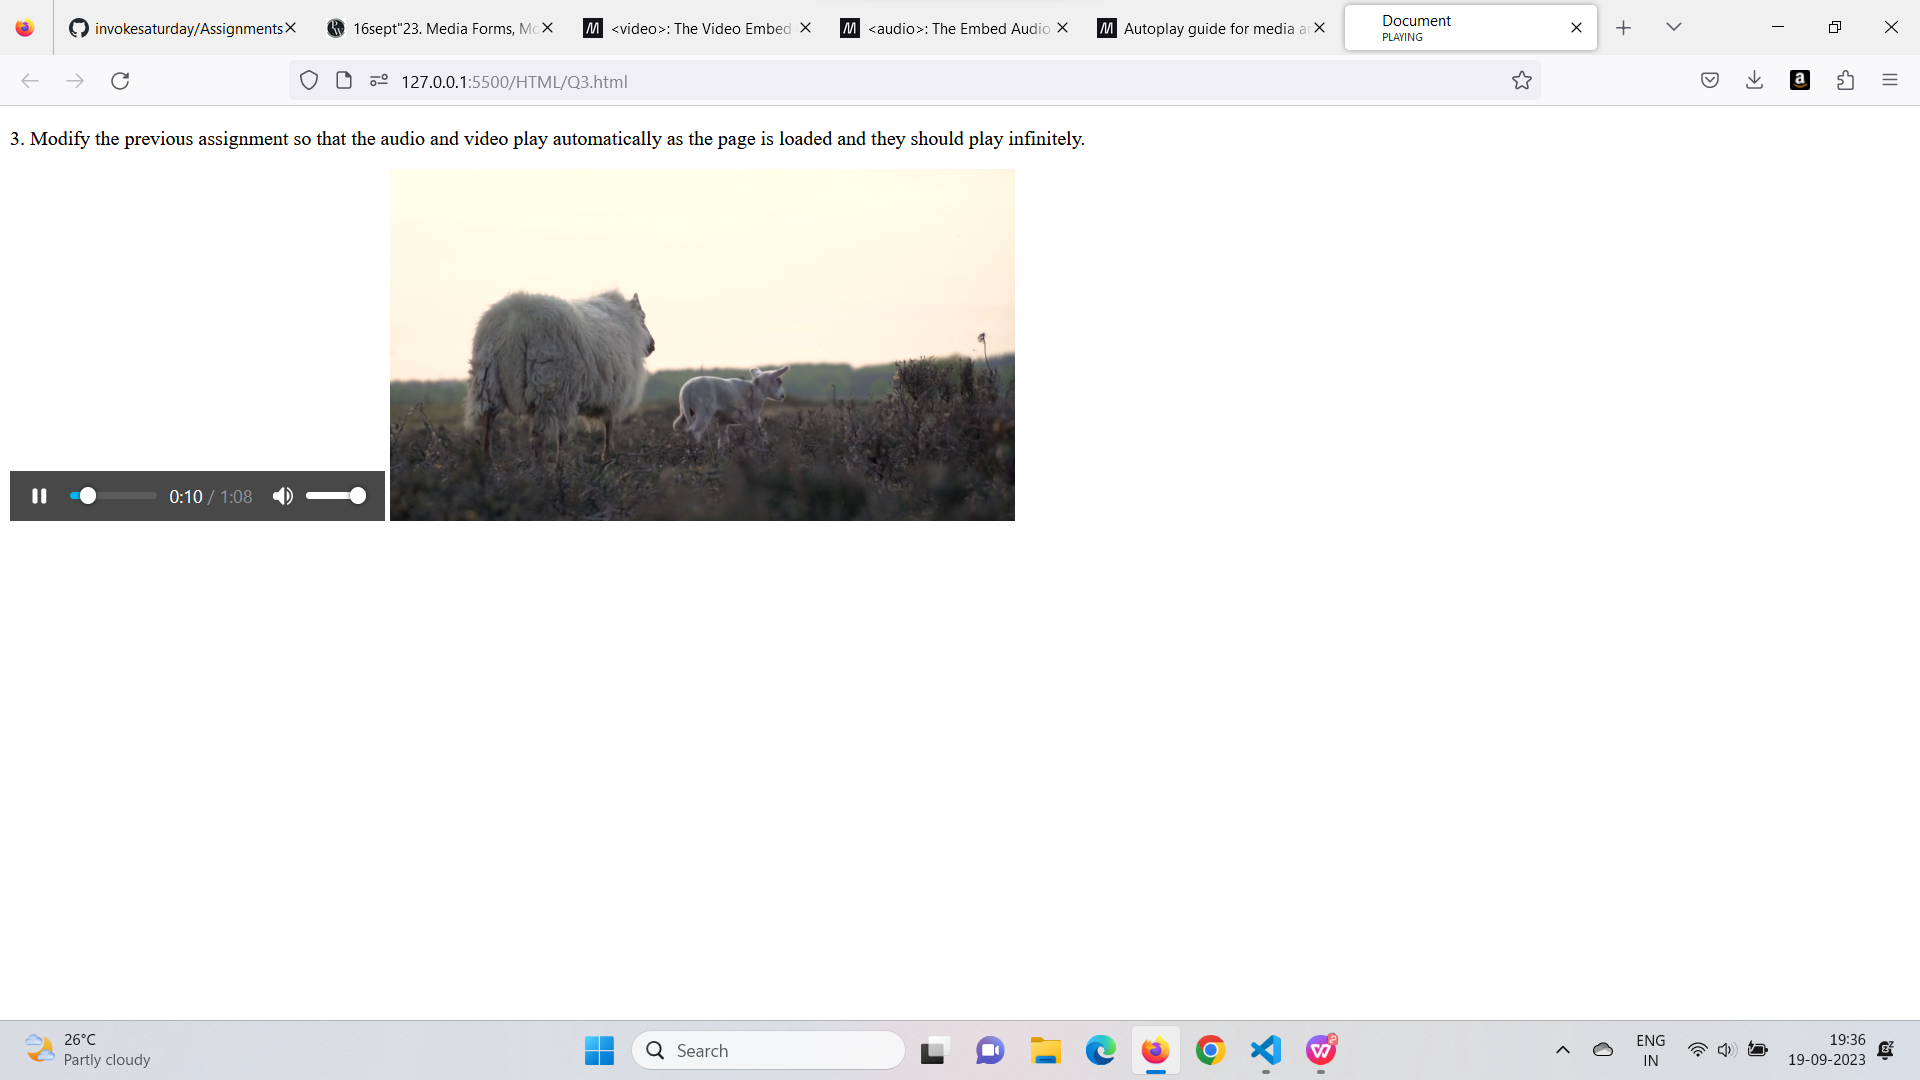 invokesaturday/Assignments
16sept"23. Media Forms, Mo
<video>: The Video Embed
<audio>: The Embed Audio
Autoplay guide for media a
Document
PLAYING
127.0.0.1:5500/HTML/Q3.html
3. Modify the previous assignment so that the audio and video play automatically as the page is loaded and they should play infinitely.
0:10 / 1:08
26°C
Partly cloudy
Search
ENG
IN
19:36
19-09-2023